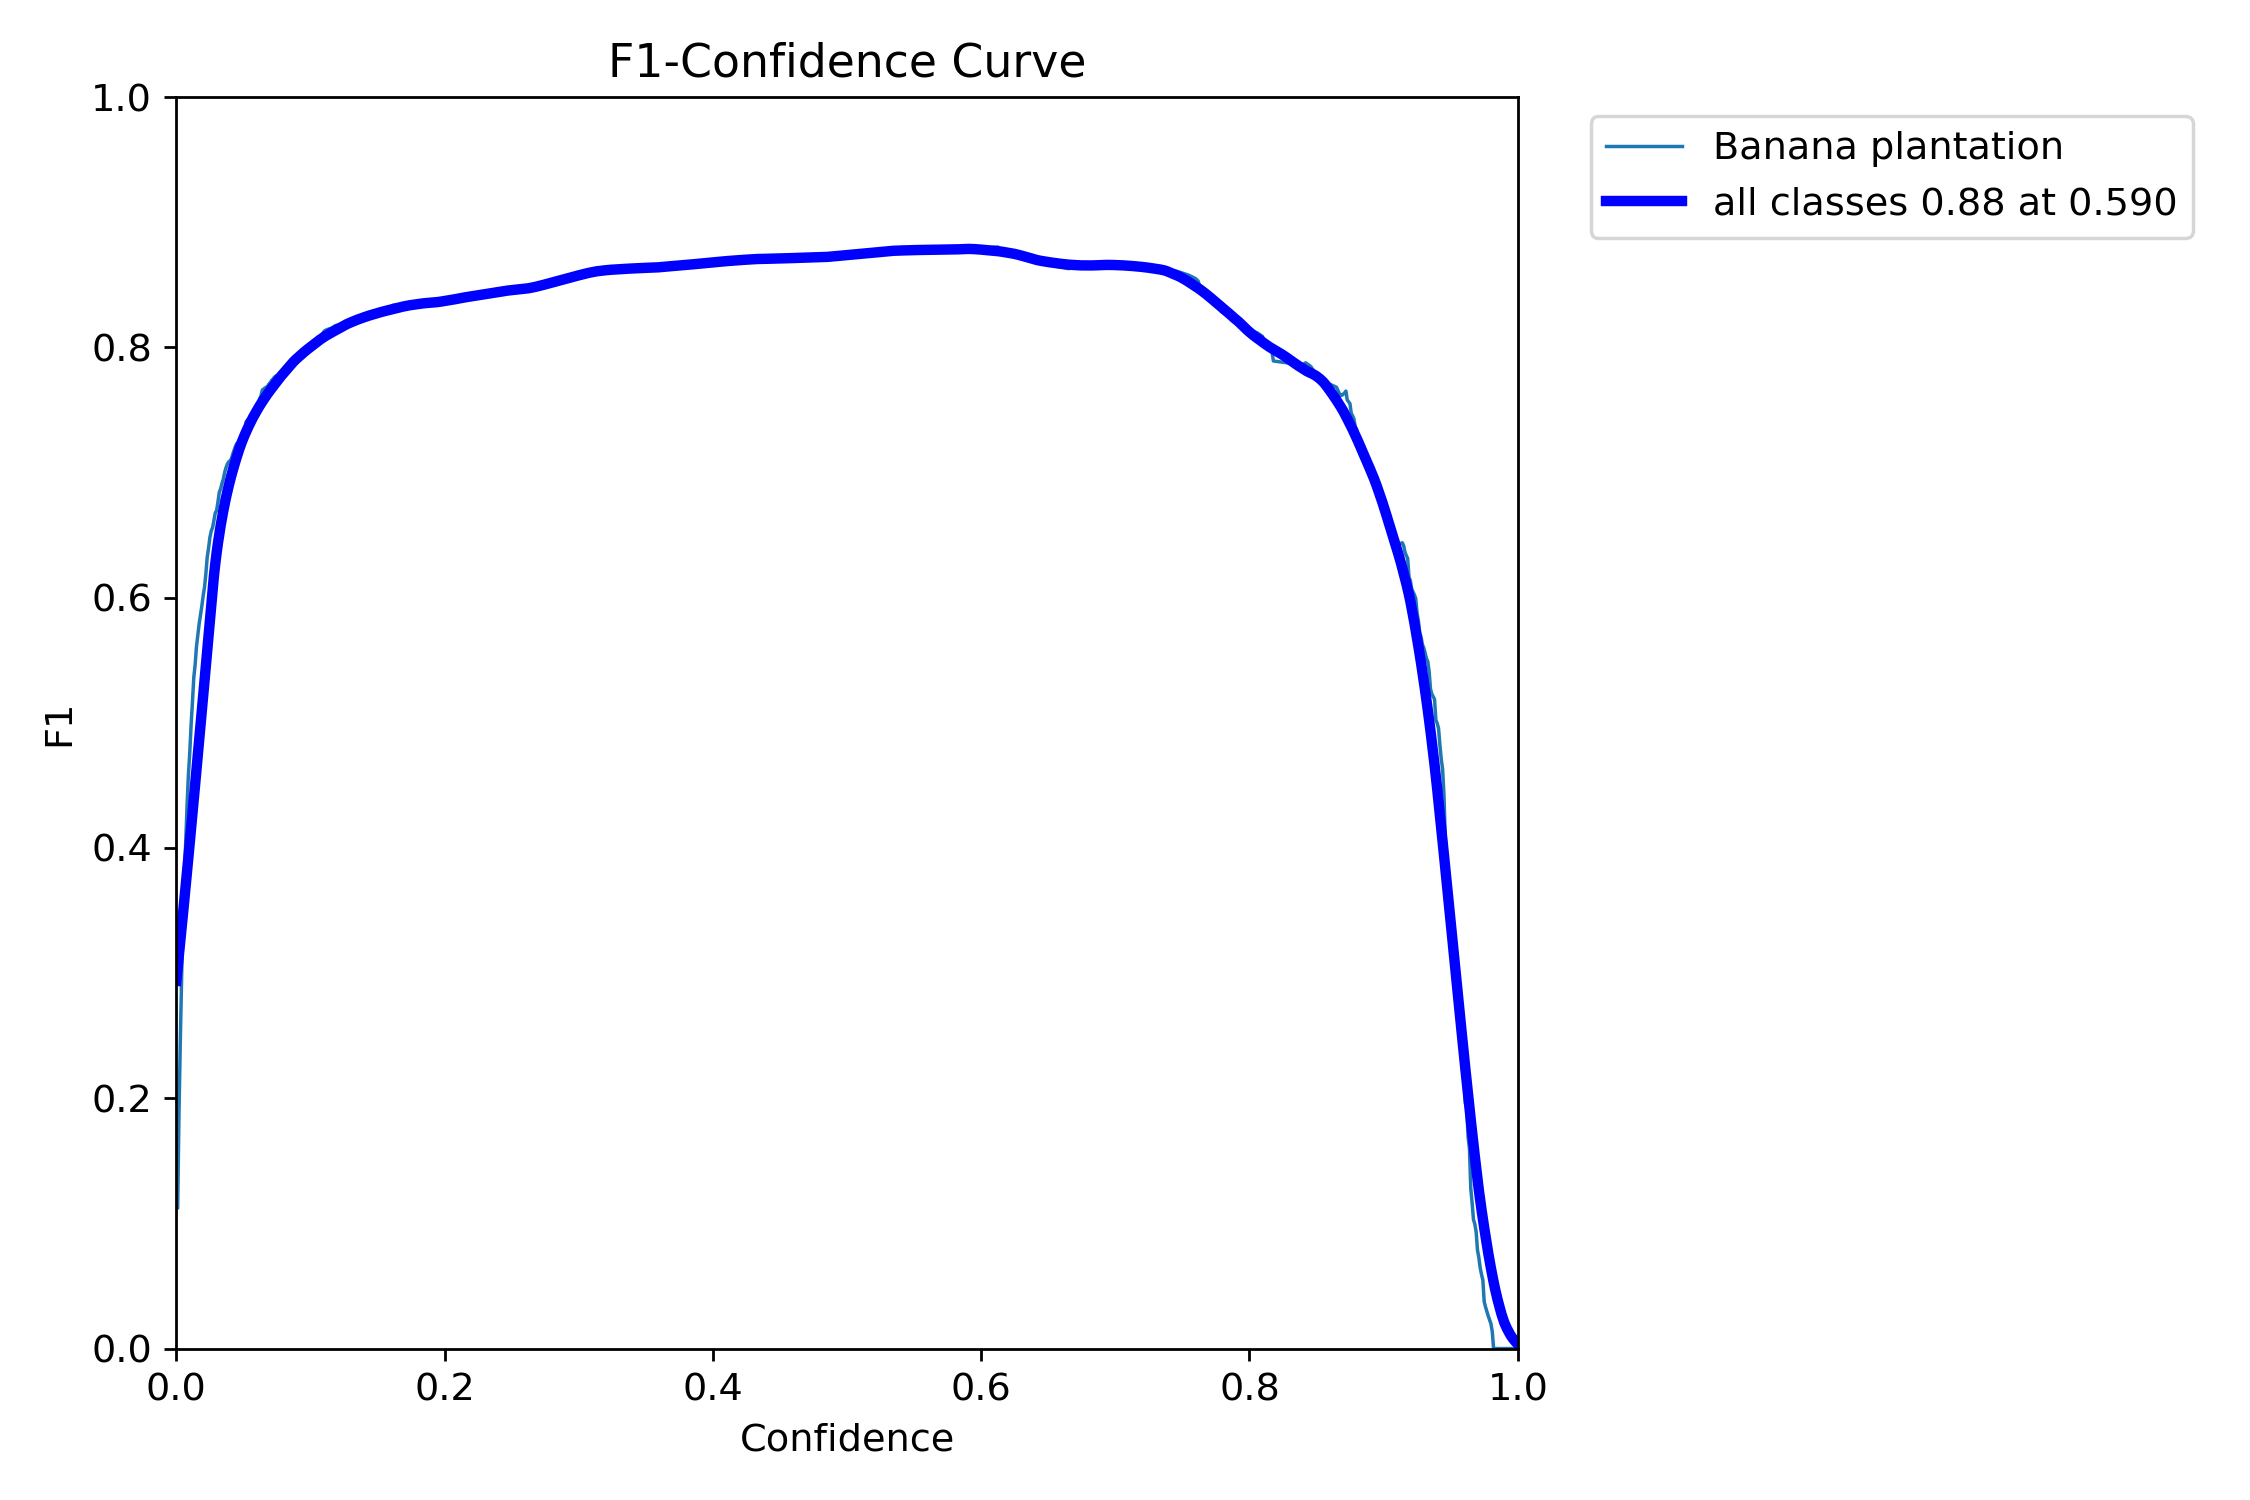 F1-Confidence Curve
1.0
0.8
0.6
0.4
0.2
0.0
F1
0.0 0.2 0.4 0.6 0.8 1.0
Confidence
Banana plantation
all classes 0.88 at 0.590